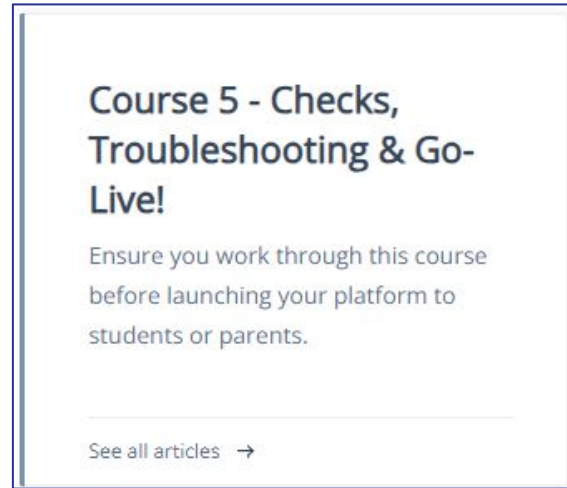 Course 5 - Checks,
Troubleshooting & Go-
Live!
Ensure you work through this course
before launching your platform to
students or parents.
See all articles →